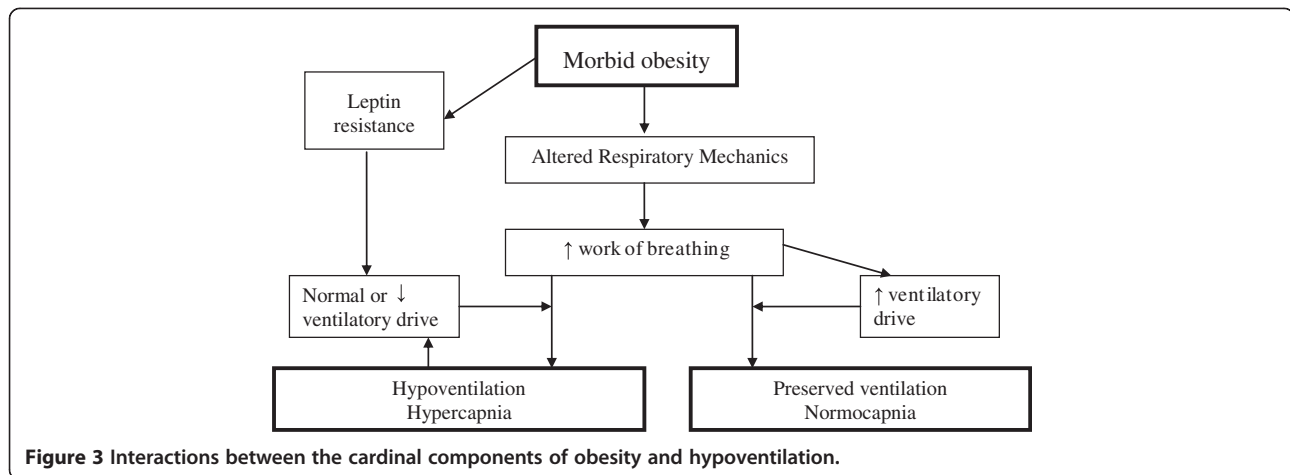 Morbid obesity
Leptin
resistance
Altered Respiratory Mechanics
↑ work of breathing
Normal or ↓
ventilatory drive
↑ ventilatory
drive
Hypoventilation
Hypercapnia
Preserved ventilation
Normocapnia
Figure 3 Interactions between the cardinal components of obesity and hypoventilation.